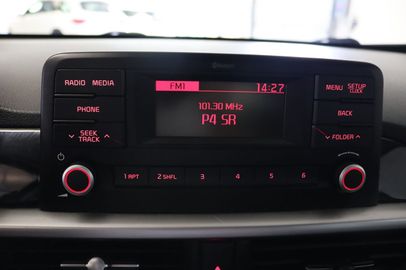 Bluetooth
RADIO MEDIA
FM1 14:27
MENU SETUP
CLOCK
101.30 MHz
P4 SR
PHONE
BACK
SEEK
TRACK
FOLDER
1 RPT 2 SHFL 3 4 5 6